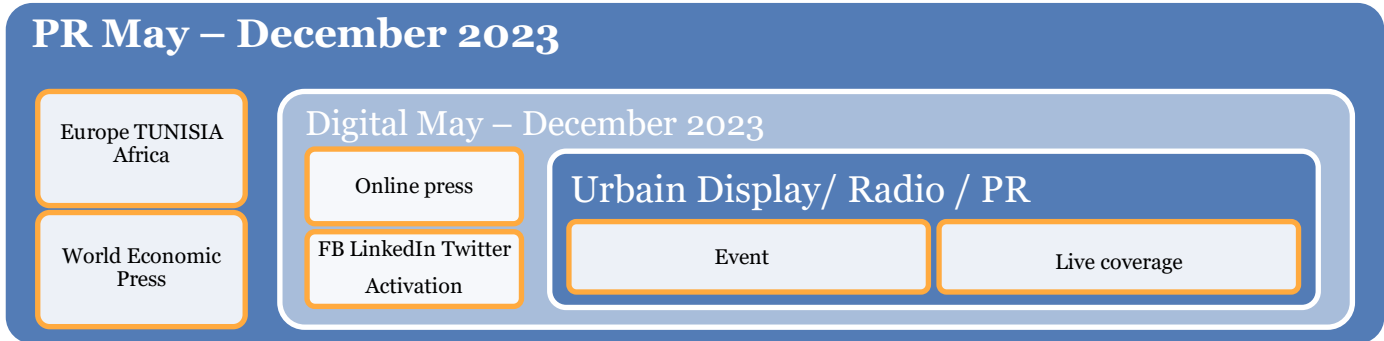 PR May – December 2023
Europe TUNISIA
Africa
World Economic
Press
Digital May – December 2023
Online press
FB LinkedIn Twitter
Activation
Urbain Display/ Radio / PR
Event
Live coverage